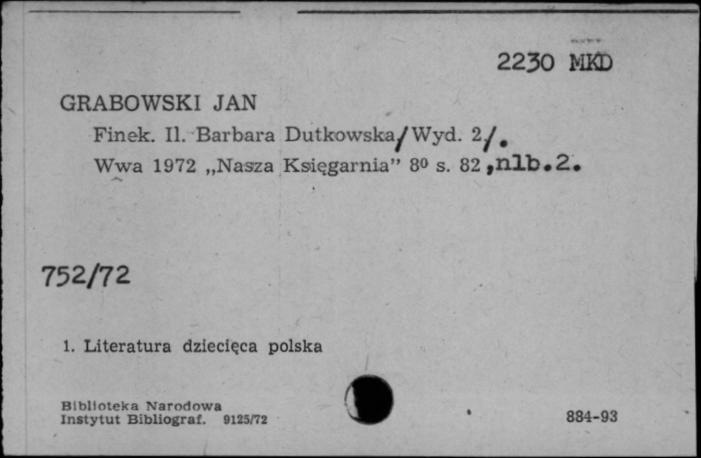 2230 MKD
GRABOWSKI JAN
Finek. Il. Barbara Dutkowska/Wyd. 2/.
Wwa 1972 „Nasza Księgarnia” 8⁰ s. 82,nlb.2.
752/72
1. Literatura dziecięca polska
Biblioteka Narodowa
Instytut Bibliograf. 9125/72
884-93